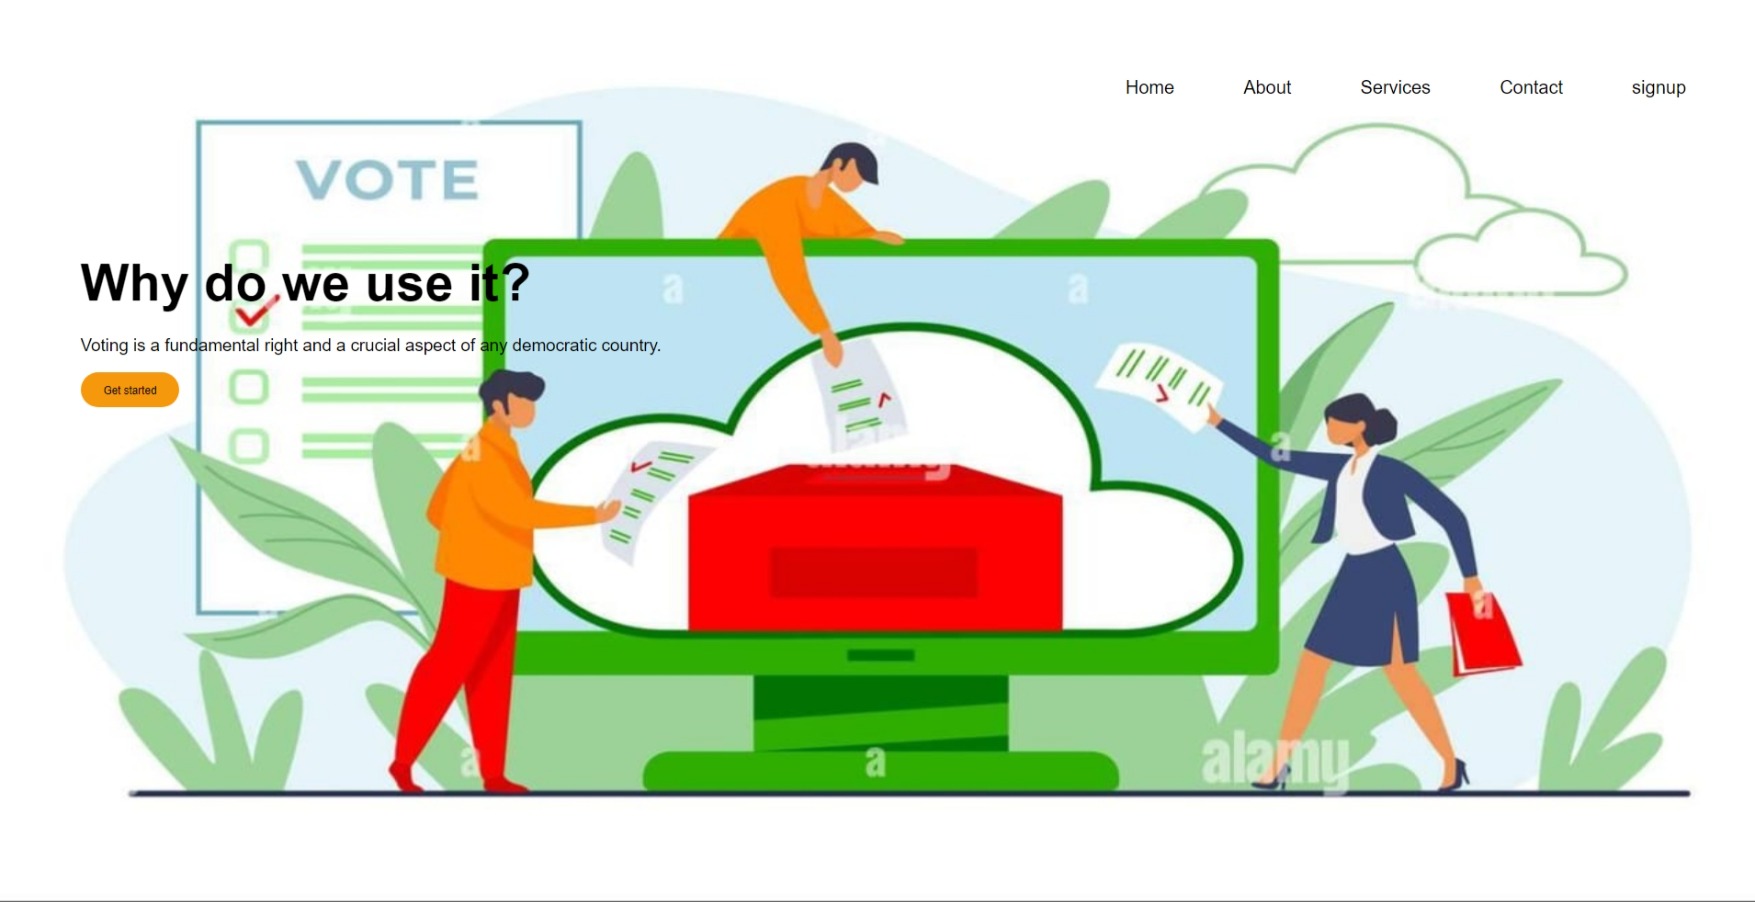 Home About Services Contact signup
VOTE
Why do we use it?
Voting is a fundamental right and a crucial aspect of any democratic country.
Get started
a
a
a
a
alamy
a
a
a
alamy